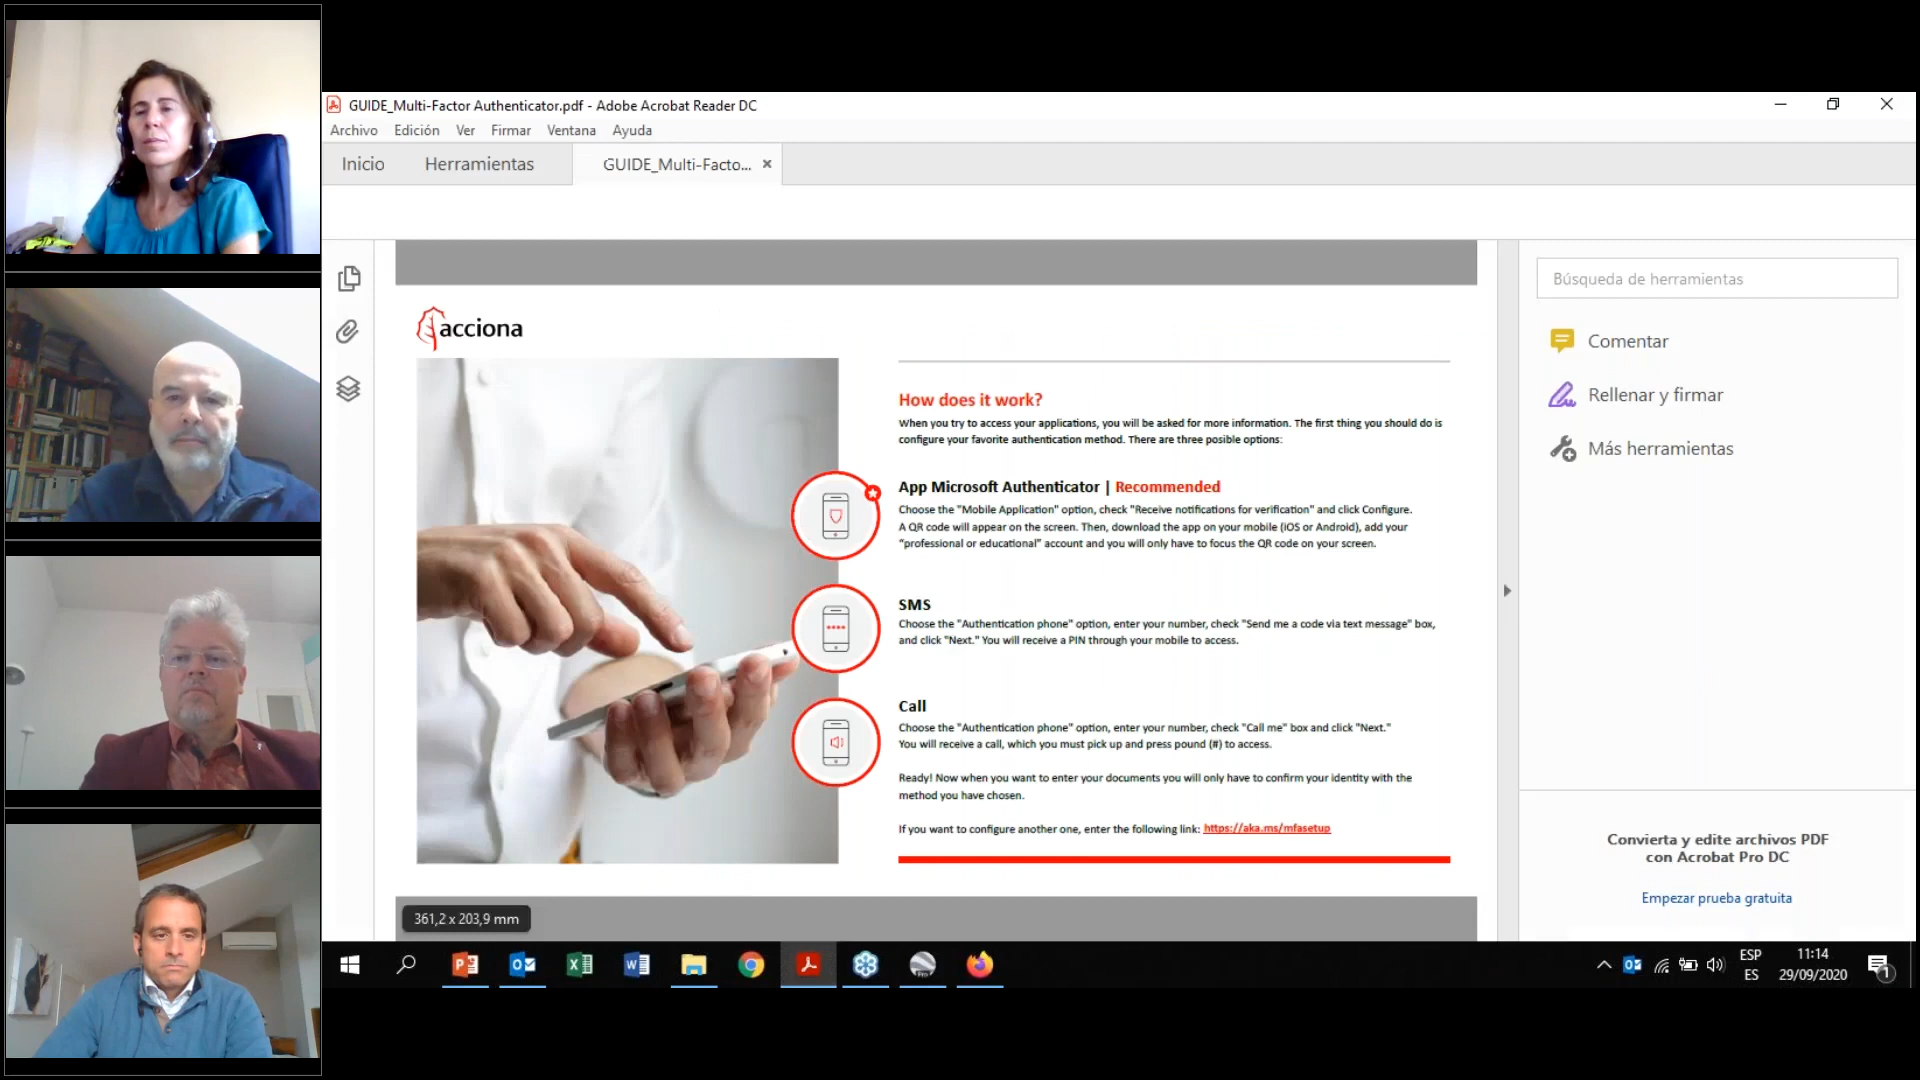 GUIDE_Multi-Factor Authenticator.pdf - Adobe Acrobat Reader DC
Archivo Edición Ver Firmar Ventana Ayuda
Inicio Herramientas GUIDE_Multi-Facto...
Búsqueda de herramientas
Comentar
Rellenar y firmar
Más herramientas
acciona
How does it work?
When you try to access your applications, you will be asked for more information. The first thing you should do is
configure your favorite authentication method. There are three posible options:
App Microsoft Authenticator | Recommended
Choose the "Mobile Application" option, check "Receive notifications for verification" and click Configure.
A QR code will appear on the screen. Then, download the app on your mobile (iOS or Android), add your
“professional or educational” account and you will only have to focus the QR code on your screen.
SMS
Choose the "Authentication phone" option, enter your number, check "Send me a code via text message" box,
and click "Next." You will receive a PIN through your mobile to access.
Call
Choose the "Authentication phone" option, enter your number, check "Call me" box and click "Next."
You will receive a call, which you must pick up and press pound (#) to access.
Ready! Now when you want to enter your documents you will only have to confirm your identity with the
method you have chosen.
If you want to configure another one, enter the following link: https://aka.ms/mfasetup
Convierta y edite archivos PDF
con Acrobat Pro DC
Empezar prueba gratuita
361,2 x 203,9 mm
ESP
ES
11:14
29/09/2020
1